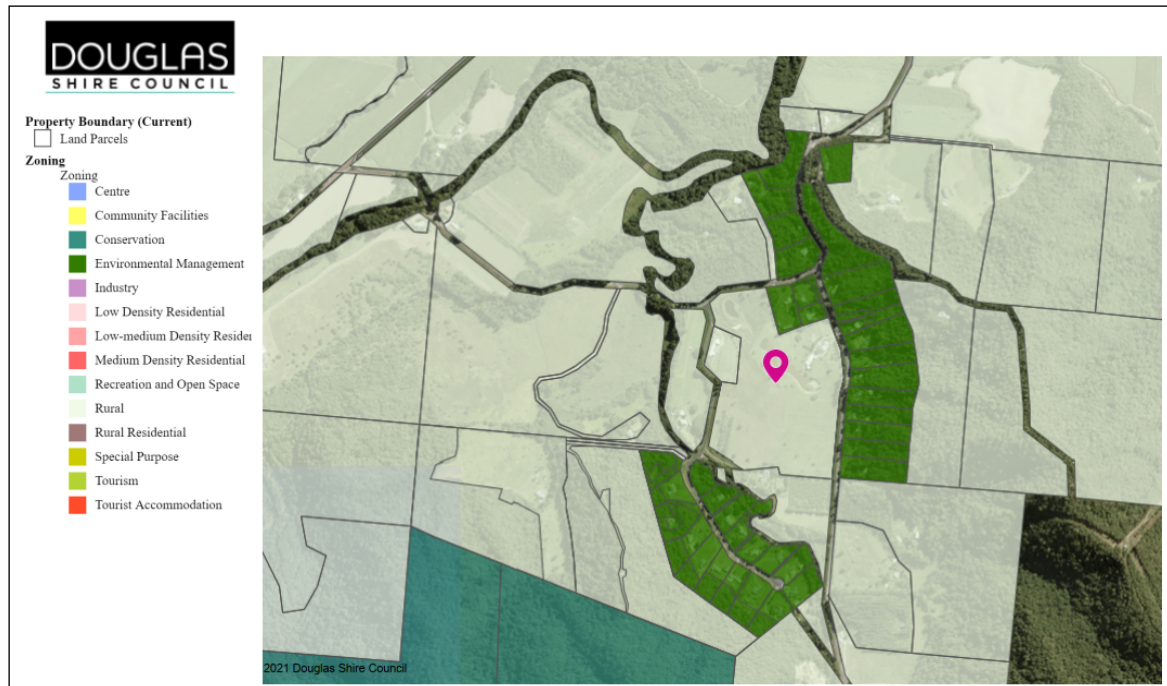 DOUGLAS
SHIRE COUNCIL
Property Boundary (Current)
Land Parcels
Zoning
Zoning
Centre
Community Facilities
Conservation
Environmental Management
Industry
Low Density Residential
Low-medium Density Resider
Medium Density Residential
Recreation and Open Space
Rural
Rural Residential
Special Purpose
Tourism
Tourist Accommodation
2021 Douglas Shire Council